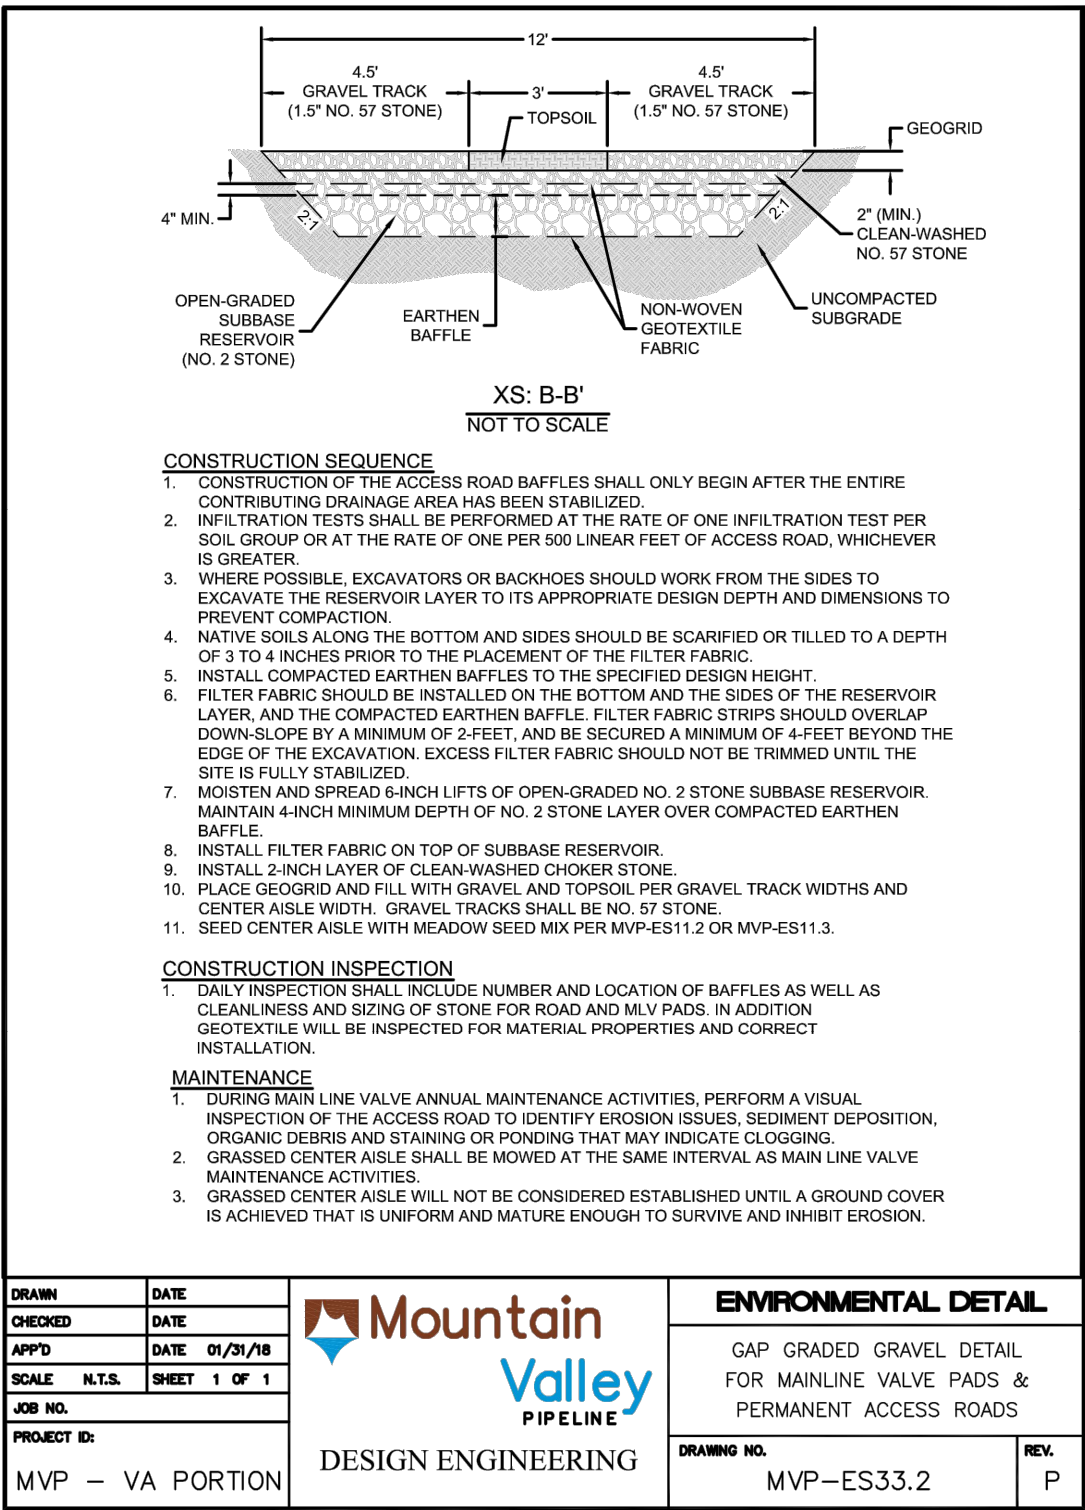 12'
4.5'
GRAVEL TRACK
(1.5" NO. 57 STONE)
3'
4.5'
GRAVEL TRACK
(1.5" NO. 57 STONE)
TOPSOIL
GEOGRID
4" MIN.
2:1
2:1
2" (MIN.)
CLEAN-WASHED
NO. 57 STONE
OPEN-GRADED
SUBBASE
RESERVOIR
(NO. 2 STONE)
EARTHEN
BAFFLE
NON-WOVEN
GEOTEXTILE
FABRIC
UNCOMPACTED
SUBGRADE
XS: B-B'
NOT TO SCALE
CONSTRUCTION SEQUENCE
1. CONSTRUCTION OF THE ACCESS ROAD BAFFLES SHALL ONLY BEGIN AFTER THE ENTIRE
CONTRIBUTING DRAINAGE AREA HAS BEEN STABILIZED.
2. INFILTRATION TESTS SHALL BE PERFORMED AT THE RATE OF ONE INFILTRATION TEST PER
SOIL GROUP OR AT THE RATE OF ONE PER 500 LINEAR FEET OF ACCESS ROAD, WHICHEVER
IS GREATER.
3. WHERE POSSIBLE, EXCAVATORS OR BACKHOES SHOULD WORK FROM THE SIDES TO
EXCAVATE THE RESERVOIR LAYER TO ITS APPROPRIATE DESIGN DEPTH AND DIMENSIONS TO
PREVENT COMPACTION.
4. NATIVE SOILS ALONG THE BOTTOM AND SIDES SHOULD BE SCARIFIED OR TILLED TO A DEPTH
OF 3 TO 4 INCHES PRIOR TO THE PLACEMENT OF THE FILTER FABRIC.
5. INSTALL COMPACTED EARTHEN BAFFLES TO THE SPECIFIED DESIGN HEIGHT.
6. FILTER FABRIC SHOULD BE INSTALLED ON THE BOTTOM AND THE SIDES OF THE RESERVOIR
LAYER, AND THE COMPACTED EARTHEN BAFFLE. FILTER FABRIC STRIPS SHOULD OVERLAP
DOWN-SLOPE BY A MINIMUM OF 2-FEET, AND BE SECURED A MINIMUM OF 4-FEET BEYOND THE
EDGE OF THE EXCAVATION. EXCESS FILTER FABRIC SHOULD NOT BE TRIMMED UNTIL THE
SITE IS FULLY STABILIZED.
7. MOISTEN AND SPREAD 6-INCH LIFTS OF OPEN-GRADED NO. 2 STONE SUBBASE RESERVOIR.
MAINTAIN 4-INCH MINIMUM DEPTH OF NO. 2 STONE LAYER OVER COMPACTED EARTHEN
BAFFLE.
8. INSTALL FILTER FABRIC ON TOP OF SUBBASE RESERVOIR.
9. INSTALL 2-INCH LAYER OF CLEAN-WASHED CHOKER STONE.
10. PLACE GEOGRID AND FILL WITH GRAVEL AND TOPSOIL PER GRAVEL TRACK WIDTHS AND
CENTER AISLE WIDTH. GRAVEL TRACKS SHALL BE NO. 57 STONE.
11. SEED CENTER AISLE WITH MEADOW SEED MIX PER MVP-ES11.2 OR MVP-ES11.3.
CONSTRUCTION INSPECTION
1. DAILY INSPECTION SHALL INCLUDE NUMBER AND LOCATION OF BAFFLES AS WELL AS
CLEANLINESS AND SIZING OF STONE FOR ROAD AND MLV PADS. IN ADDITION
GEOTEXTILE WILL BE INSPECTED FOR MATERIAL PROPERTIES AND CORRECT
INSTALLATION.
MAINTENANCE
1. DURING MAIN LINE VALVE ANNUAL MAINTENANCE ACTIVITIES, PERFORM A VISUAL
INSPECTION OF THE ACCESS ROAD TO IDENTIFY EROSION ISSUES, SEDIMENT DEPOSITION,
ORGANIC DEBRIS AND STAINING OR PONDING THAT MAY INDICATE CLOGGING.
2. GRASSED CENTER AISLE SHALL BE MOWED AT THE SAME INTERVAL AS MAIN LINE VALVE
MAINTENANCE ACTIVITIES.
3. GRASSED CENTER AISLE WILL NOT BE CONSIDERED ESTABLISHED UNTIL A GROUND COVER
IS ACHIEVED THAT IS UNIFORM AND MATURE ENOUGH TO SURVIVE AND INHIBIT EROSION.
DRAWN DATE
CHECKED DATE
APP'D DATE 01/31/18
SCALE N.T.S. SHEET 1 OF 1
JOB NO.
PROJECT ID:
MVP - VA PORTION
Mountain
Valley
PIPELINE
DESIGN ENGINEERING
ENVIRONMENTAL DETAIL
GAP GRADED GRAVEL DETAIL
FOR MAINLINE VALVE PADS &
PERMANENT ACCESS ROADS
DRAWING NO.
MVP-ES33.2
REV.
P